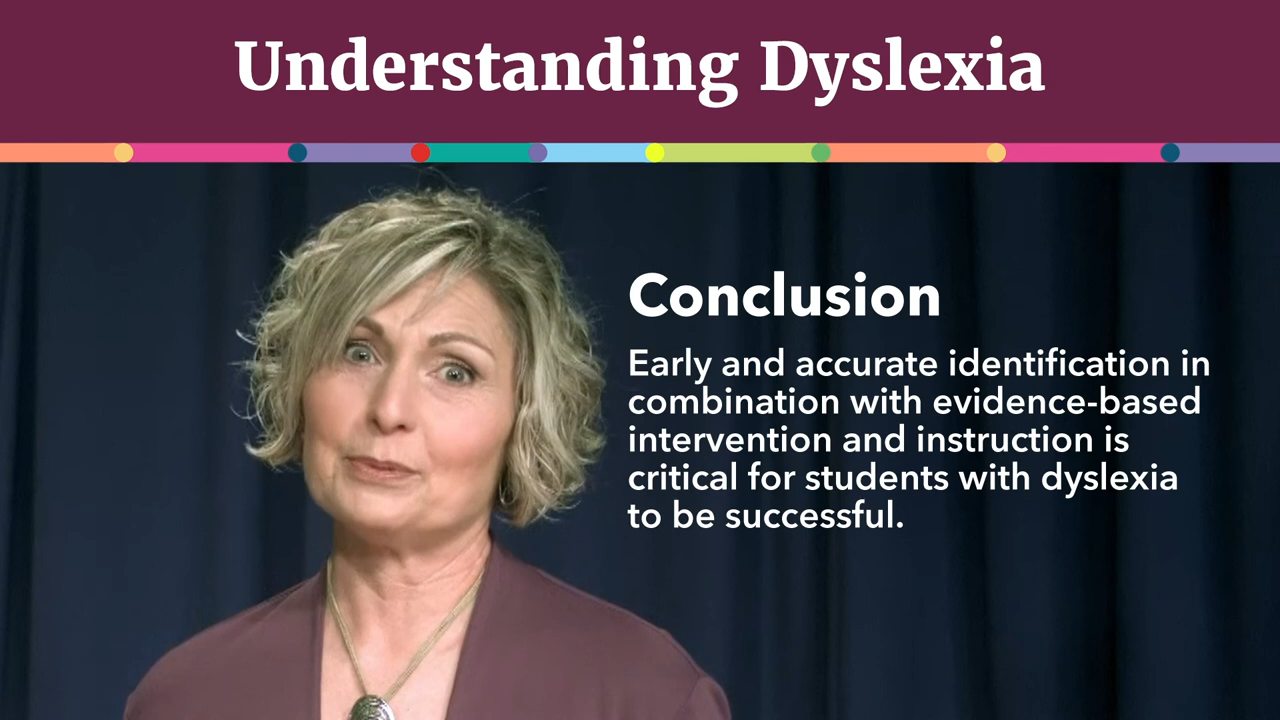 Understanding Dyslexia
Conclusion
Early and accurate identification in
combination with evidence-based
intervention and instruction is
critical for students with dyslexia
to be successful.